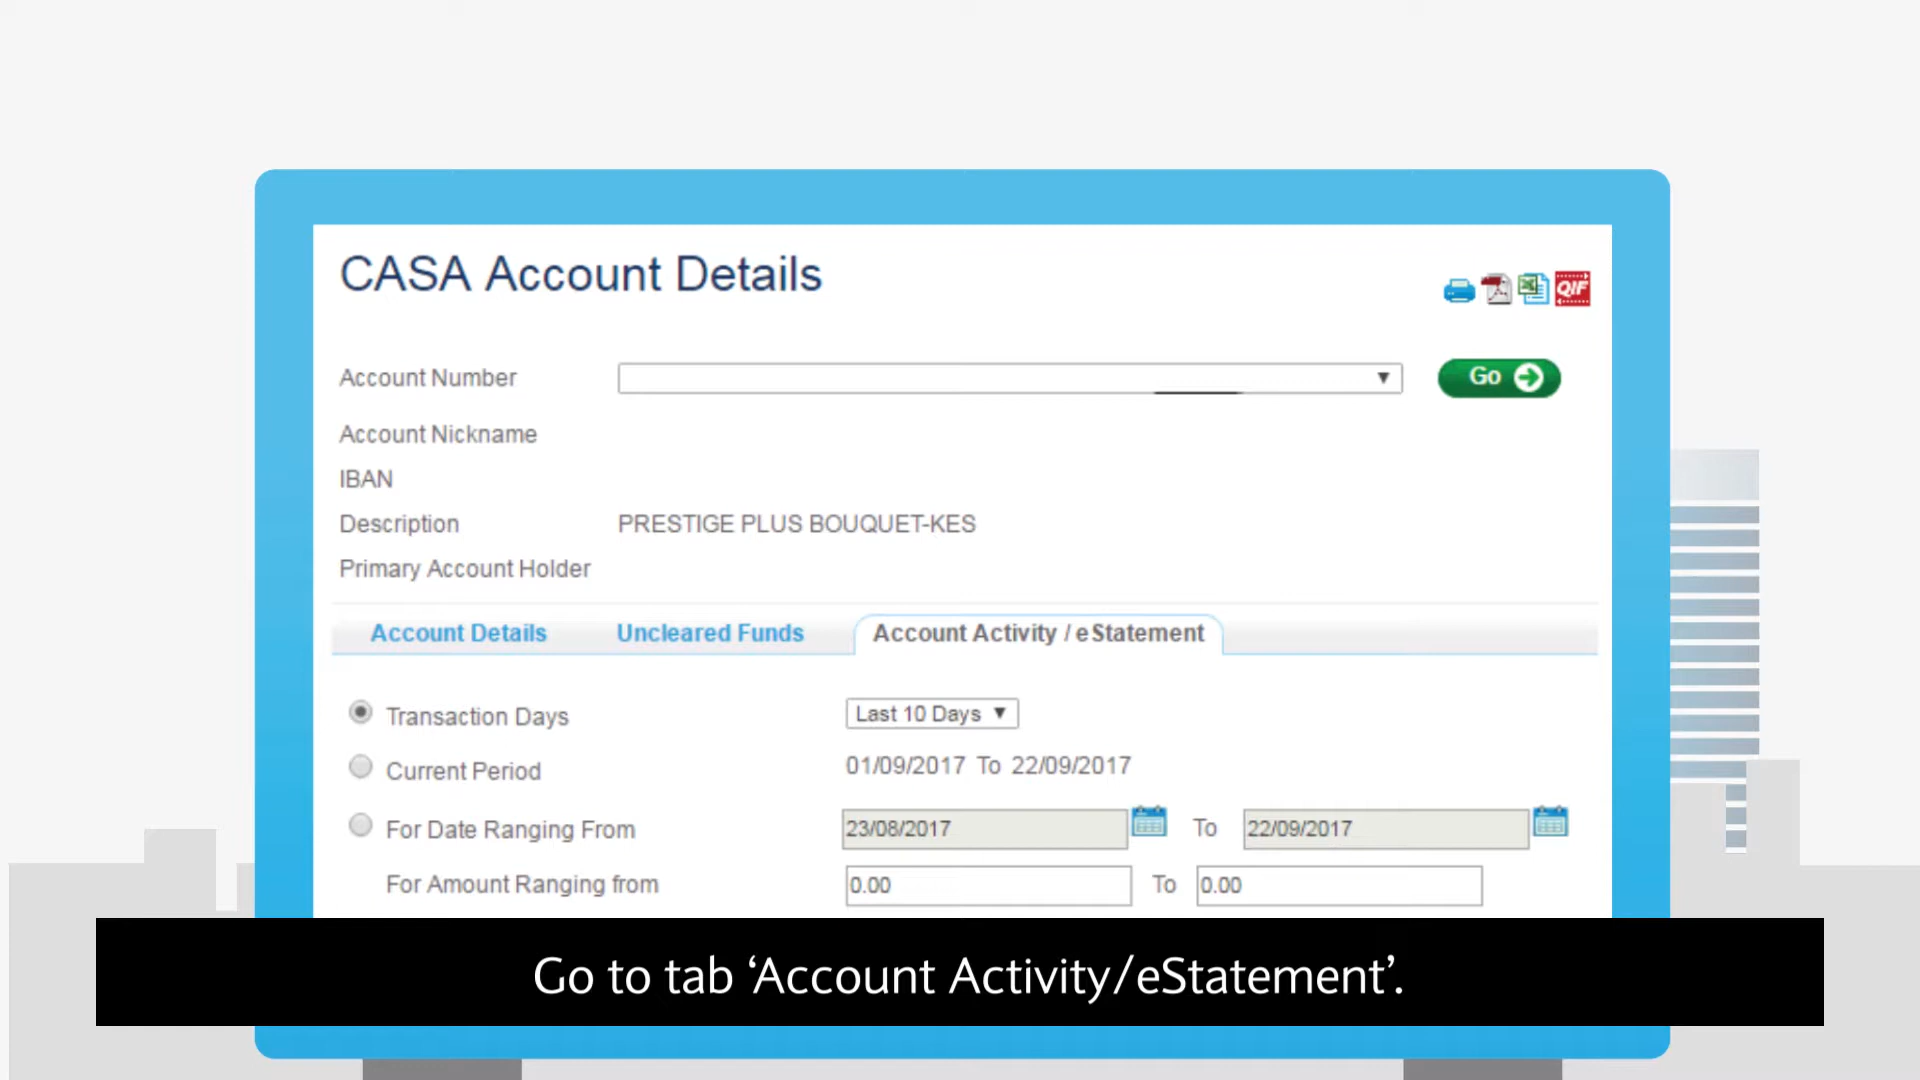 CASA Account Details
QIF
Account Number
Go
Account Nickname
IBAN
Description PRESTIGE PLUS BOUQUET-KES
Primary Account Holder
Account Details Uncleared Funds Account Activity / eStatement
Transaction Days Last 10 Days
Current Period 01/09/2017 To 22/09/2017
For Date Ranging From 23/08/2017 To 22/09/2017
For Amount Ranging from 0.00 To 0.00
Go to tab ‘Account Activity/eStatement’.